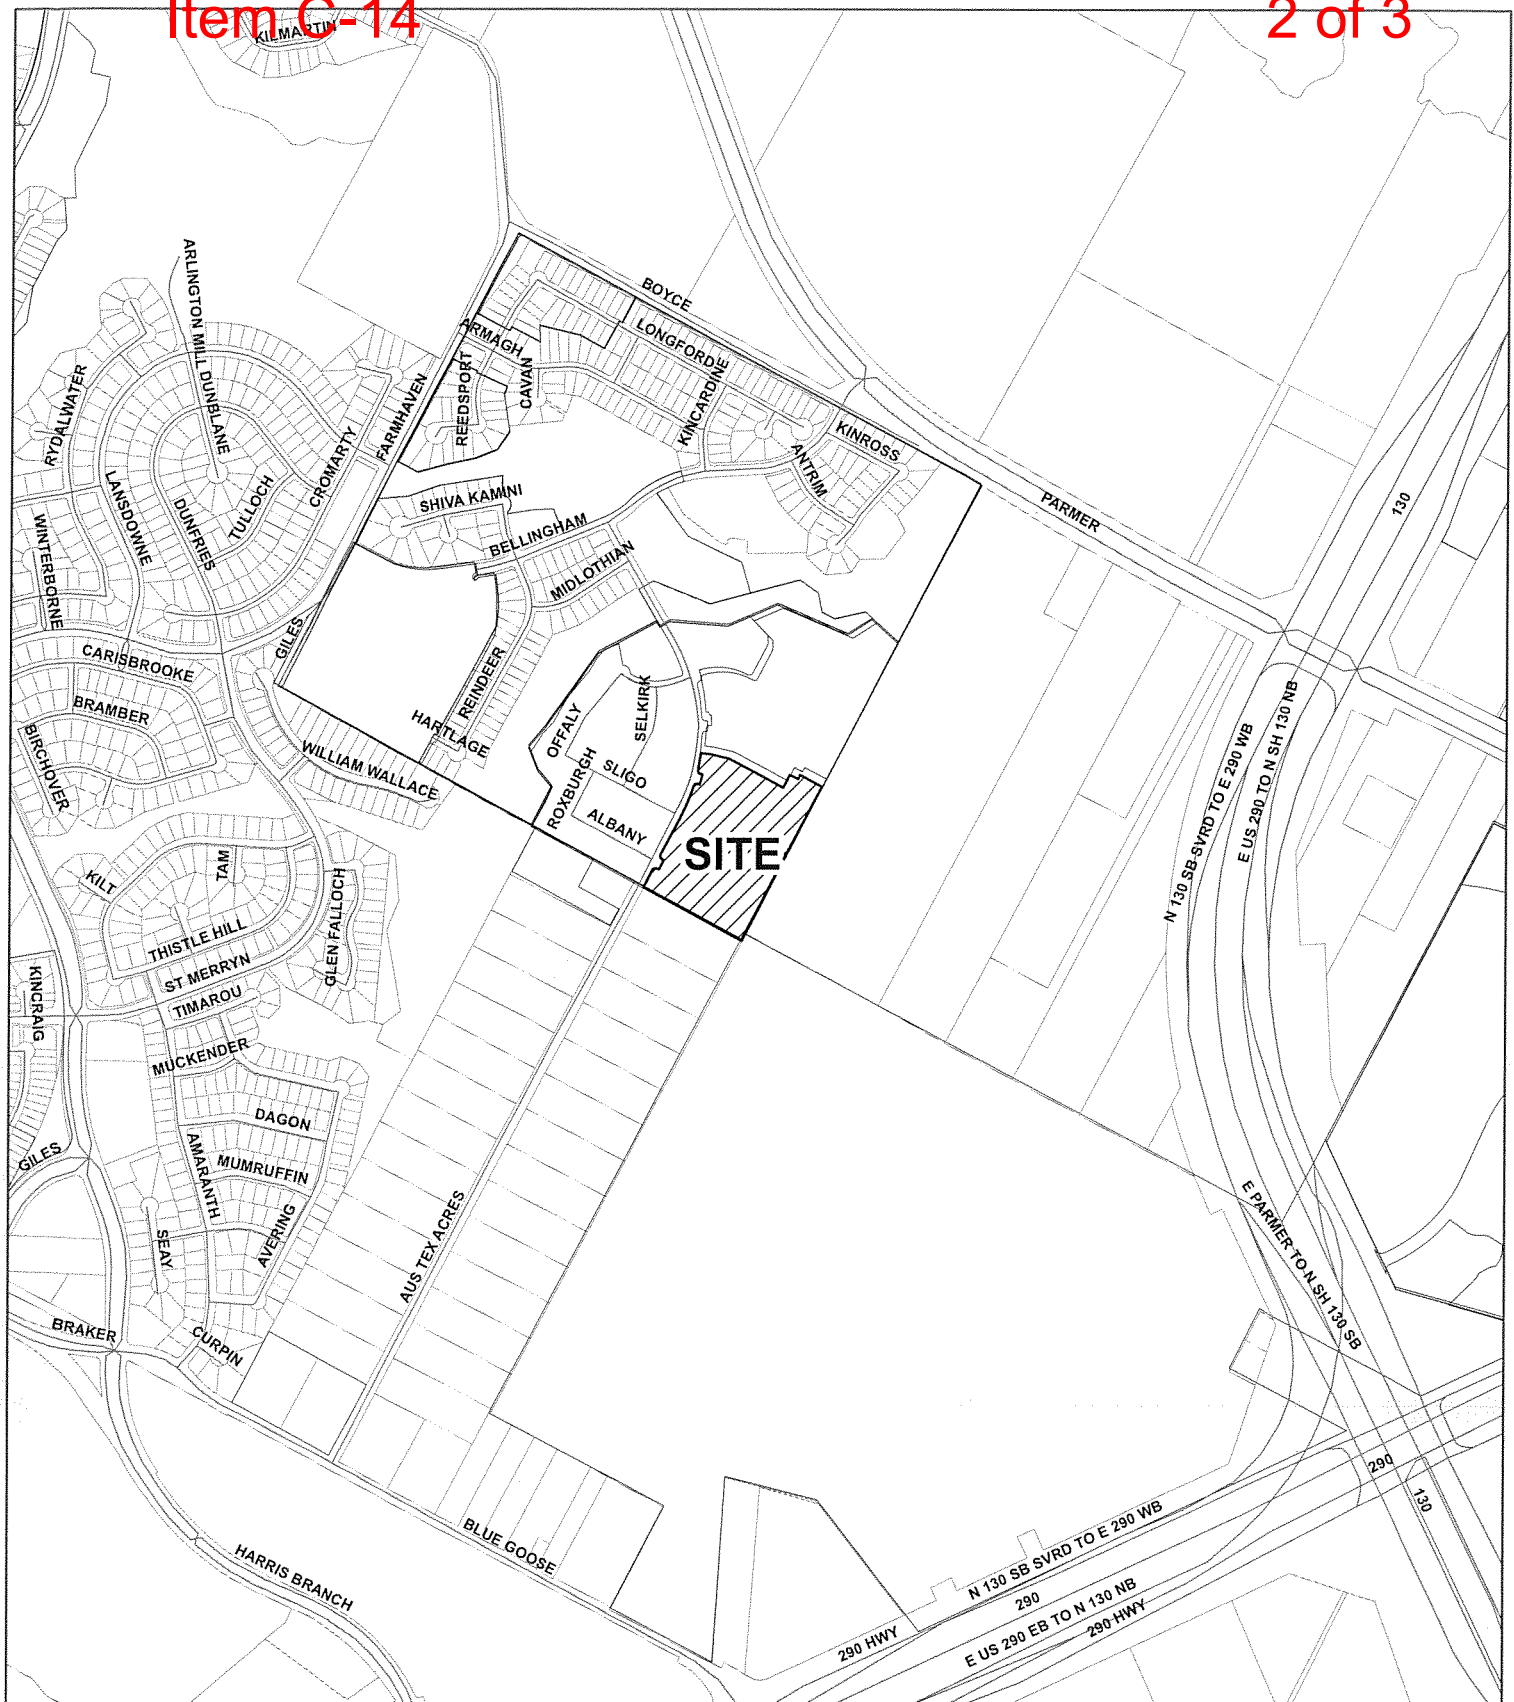 Item C-14
2 of 3
KILMARTIN
ARLINGTON MILL DUNBLANE
BOYCE
ARMAGH
LONGFORD
RYDALWATER
REEDSPORT
CAVAN
FARMHAVEN
KINCARDINE
KINROSS
CROMARTY
ANTRIM
LANSDOWNE
TULLOCH
DUNFRIES
SHIVA KAMINI
PARMER
130
WINTERBORNE
BELLINGHAM
MIDLOTHIAN
GILES
CARISBROOKE
REINDEER
BRAMBER
HARTLAGE
OFFALY
SELKIRK
BIRCHOVER
WILLIAM WALLACE
ROXBURGH
SLIGO
ALBANY
SITE
N 130 SB SVRD TO E 290 WB
E US 290 TO N SH 130 NB
TAM
KILT
GLEN FALLOCH
THISTLE HILL
ST MERRYN
TIMAROU
KINCRAIG
MUCKENDER
DAGON
AMARANTH
MUMRUFFIN
GILES
SEAY
AVERING
AUS TEX ACRES
E PARMER TO N SH 130 SB
BRAKER
CURPIN
290
130
BLUE GOOSE
HARRIS BRANCH
N 130 SB SVRD TO E 290 WB
290
E US 290 EB TO N 130 NB
290 HWY
290 HWY